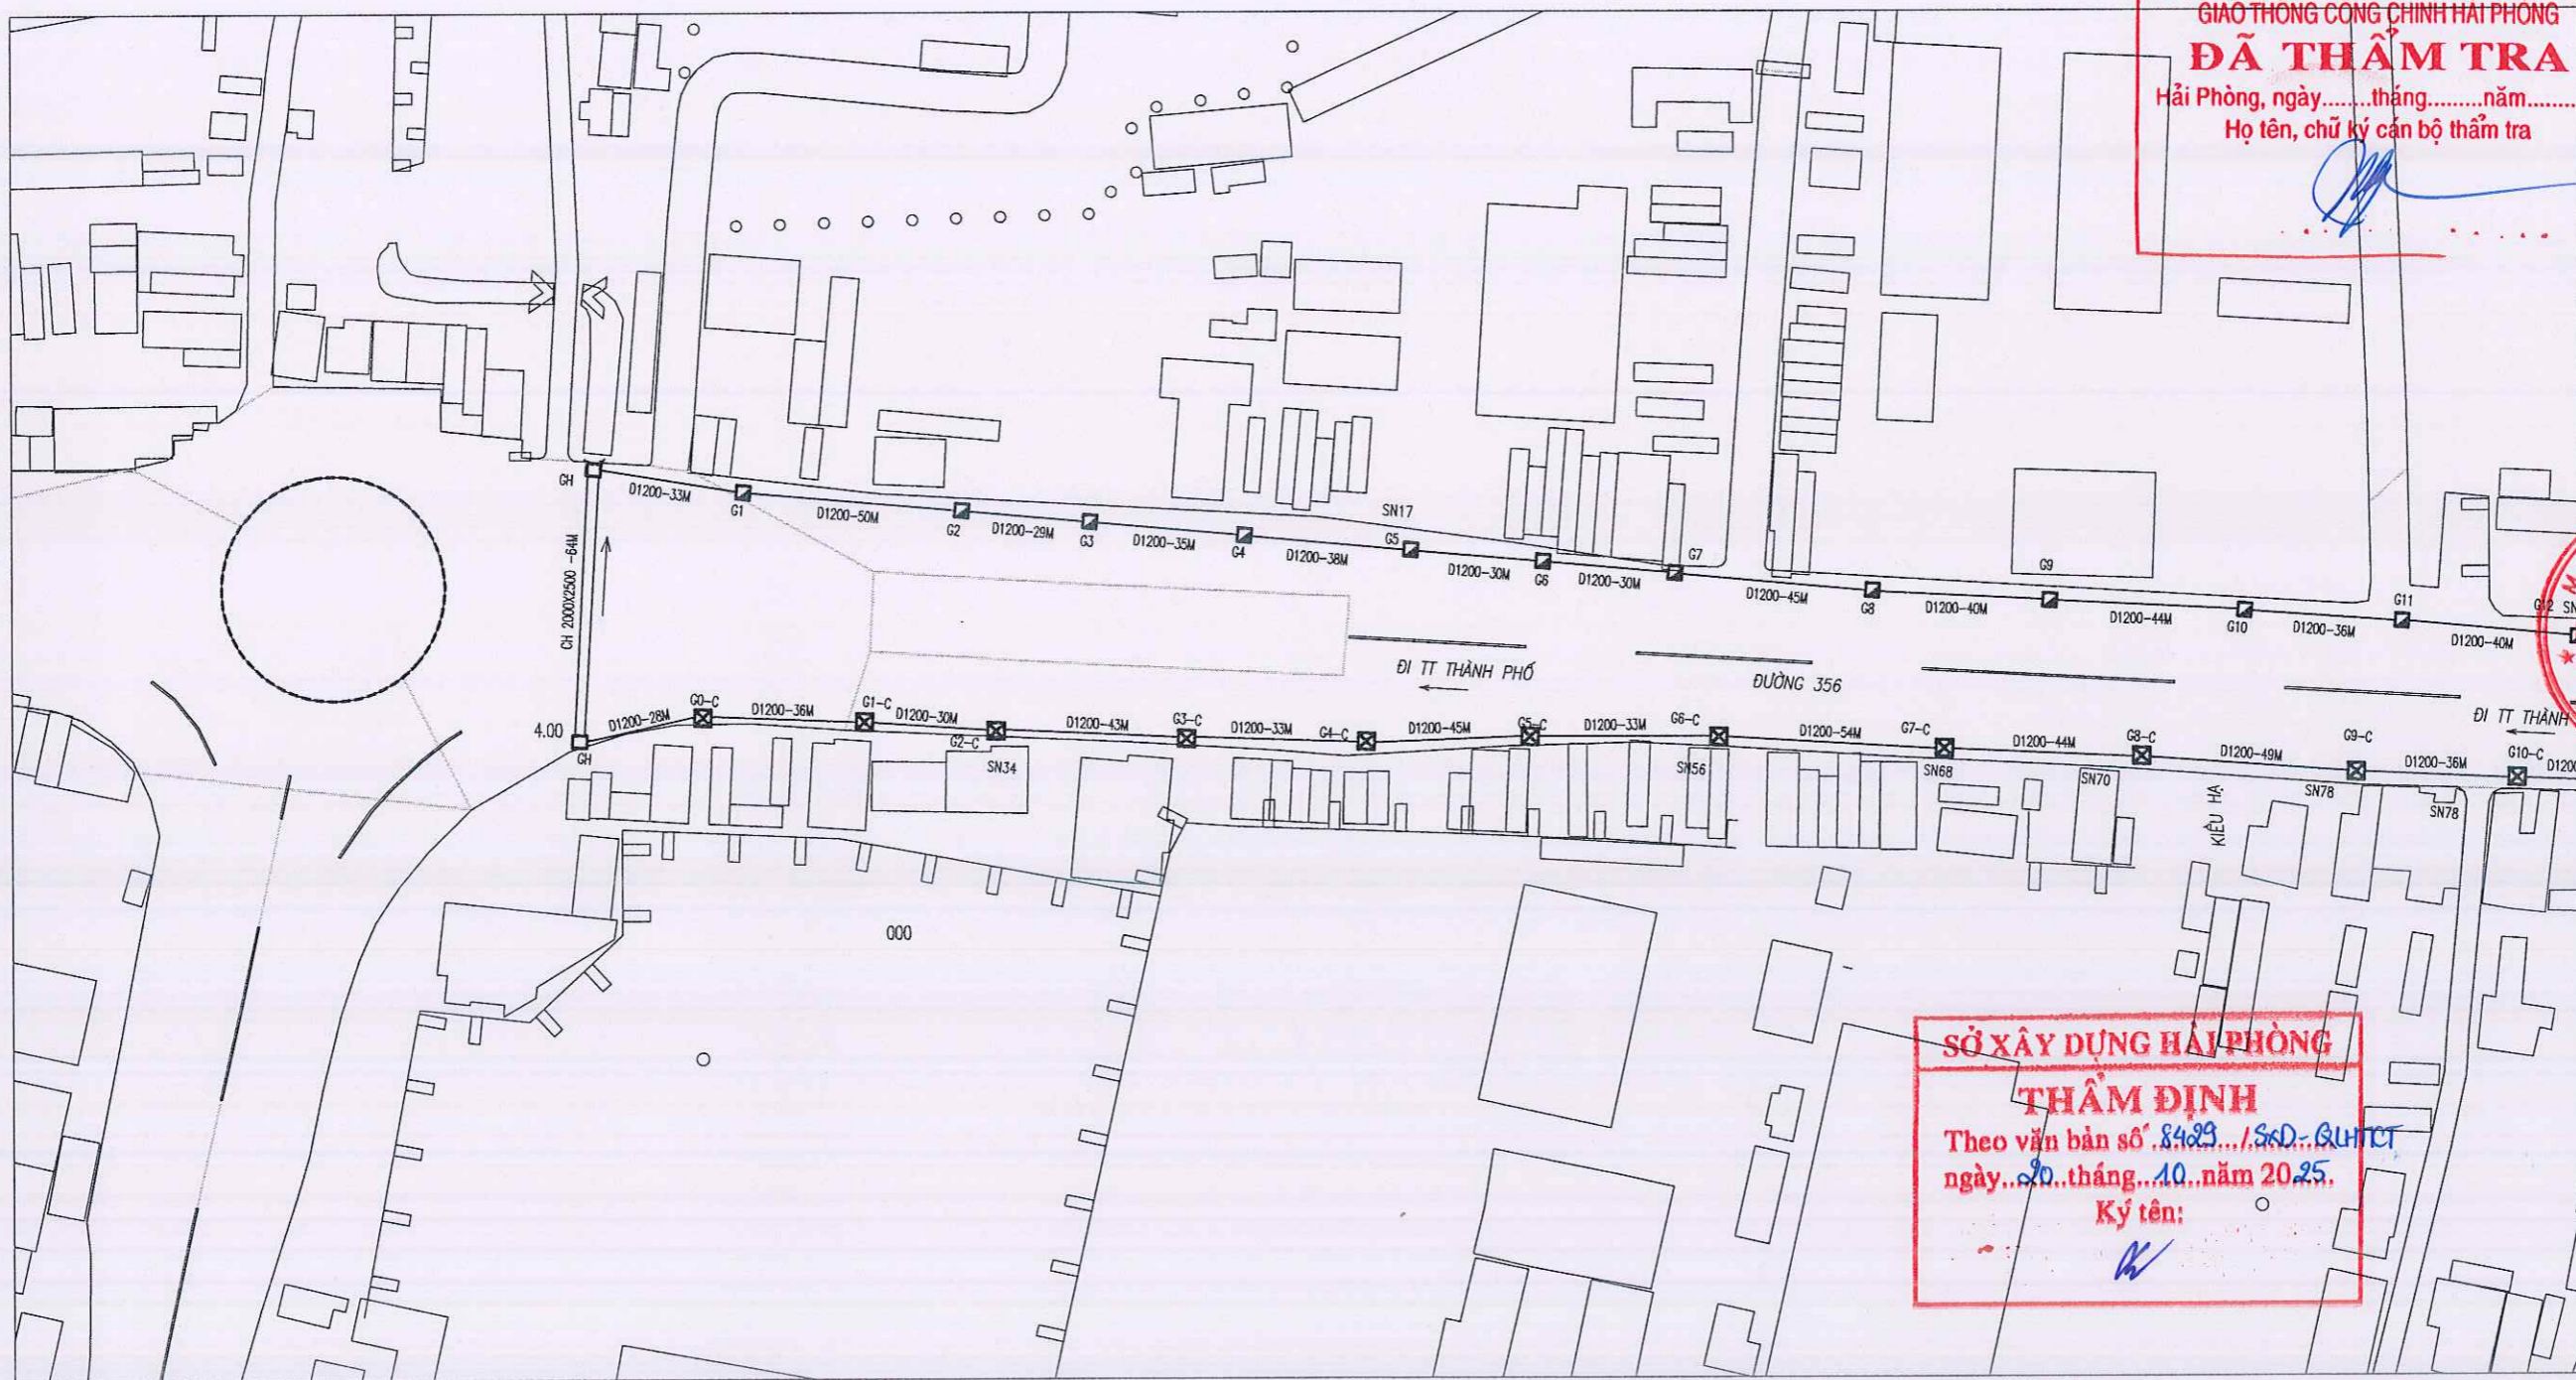 GIAO THÔNG CÔNG CHÍNH HẢI PHÒNG
ĐÃ THẨM TRA
Hải Phòng, ngày........tháng.........năm.........
Họ tên, chữ ký cán bộ thẩm tra
GH
D1200-33M
G1
D1200-50M
G2
D1200-29M
G3
D1200-35M
G4
D1200-38M
SN17
G5
D1200-30M
G6
D1200-30M
G7
D1200-45M
G8
D1200-40M
G9
D1200-44M
G10
D1200-36M
G11
D1200-40M
G12
SN
CH 2000X2500 -64M
ĐI TT THÀNH PHỐ
ĐƯỜNG 356
ĐI TT THÀNH
4.00
GH
D1200-28M
G0-C
D1200-36M
G1-C
D1200-30M
G2-C
D1200-43M
G3-C
D1200-33M
G4-C
D1200-45M
G5-C
D1200-33M
G6-C
D1200-54M
G7-C
D1200-44M
G8-C
D1200-49M
G9-C
D1200-36M
G10-C
D1200
SN34
SN56
SN68
SN70
KIỀU HẠ
SN78
SN78
000
SỞ XÂY DỰNG HẢI PHÒNG
THẨM ĐỊNH
Theo văn bản số 8429.../SXD-QLHTCT
ngày..20..tháng...10..năm 2025.
Ký tên: